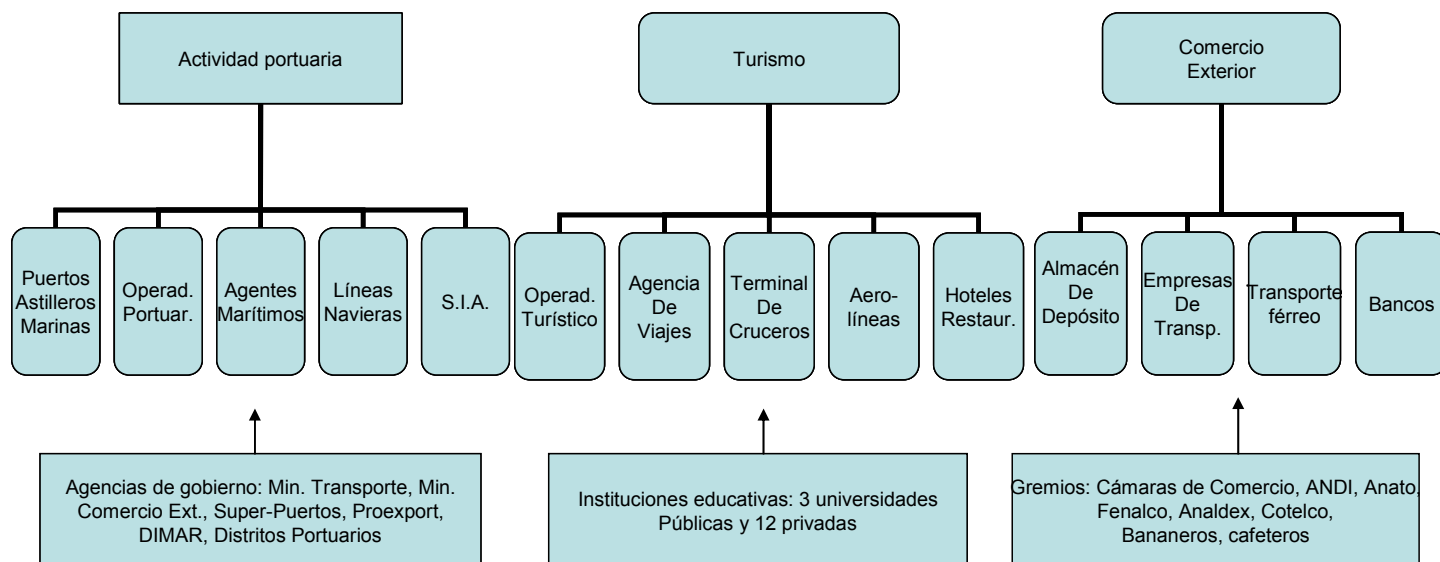 Actividad portuaria
Turismo
Comercio
Exterior
Puertos
Astilleros
Marinas
Operad.
Portuar.
Agentes
Marítimos
Líneas
Navieras
S.I.A.
Operad.
Turístico
Agencia
De
Viajes
Terminal
De
Cruceros
Aero-
líneas
Hoteles
Restaur.
Almacén
De
Depósito
Empresas
De
Transp.
Transporte
férreo
Bancos
Agencias de gobierno: Min. Transporte, Min.
Comercio Ext., Super-Puertos, Proexport,
DIMAR, Distritos Portuarios
Instituciones educativas: 3 universidades
Públicas y 12 privadas
Gremios: Cámaras de Comercio, ANDI, Anato,
Fenalco, Analdex, Cotelco,
Bananeros, cafeteros